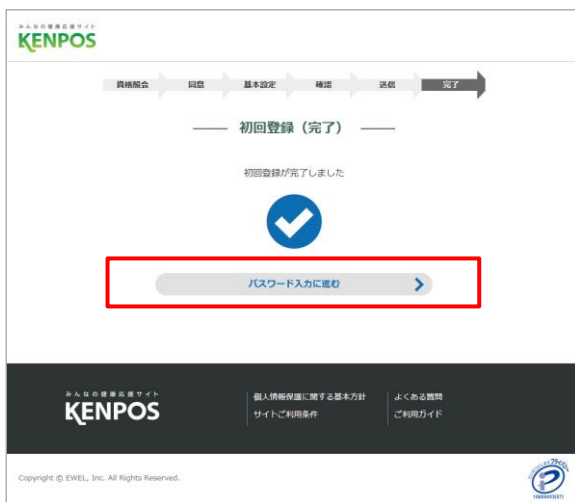 みんなの健康応援サイト
KENPOS
資格照会 同意 基本設定 確認 送信 完了
初回登録（完了）
初回登録が完了しました
パスワード入力に進む
みんなの健康応援サイト
KENPOS
個人情報保護に関する基本方針 よくある質問
サイトご利用条件 ご利用ガイド
Copyright © EWEL, Inc. All Rights Reserved.